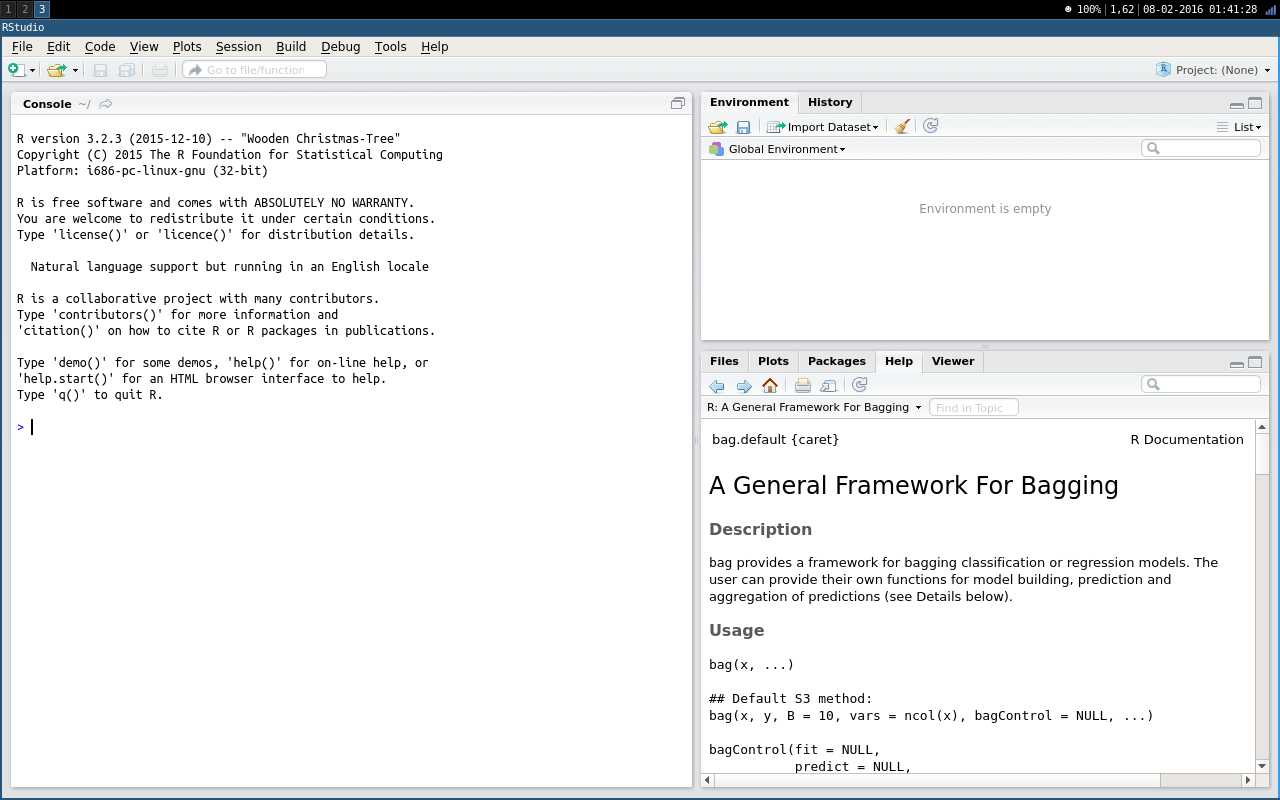 1 2 3
100% 1,62 08-02-2016 01:41:28
RStudio
File Edit Code View Plots Session Build Debug Tools Help
Go to file/function
Project: (None)
Console ~/
R version 3.2.3 (2015-12-10) -- "Wooden Christmas-Tree"
Copyright (C) 2015 The R Foundation for Statistical Computing
Platform: i686-pc-linux-gnu (32-bit)
R is free software and comes with ABSOLUTELY NO WARRANTY.
You are welcome to redistribute it under certain conditions.
Type 'license()' or 'licence()' for distribution details.
Natural language support but running in an English locale
R is a collaborative project with many contributors.
Type 'contributors()' for more information and
'citation()' on how to cite R or R packages in publications.
Type 'demo()' for some demos, 'help()' for on-line help, or
'help.start()' for an HTML browser interface to help.
Type 'q()' to quit R.
>
Environment History
Import Dataset
List
Global Environment
Environment is empty
Files Plots Packages Help Viewer
R: A General Framework For Bagging
Find in Topic
bag.default {caret} R Documentation
A General Framework For Bagging
Description
bag provides a framework for bagging classification or regression models. The
user can provide their own functions for model building, prediction and
aggregation of predictions (see Details below).
Usage
bag(x, ...)
## Default S3 method:
bag(x, y, B = 10, vars = ncol(x), bagControl = NULL, ...)
bagControl(fit = NULL,
predict = NULL,